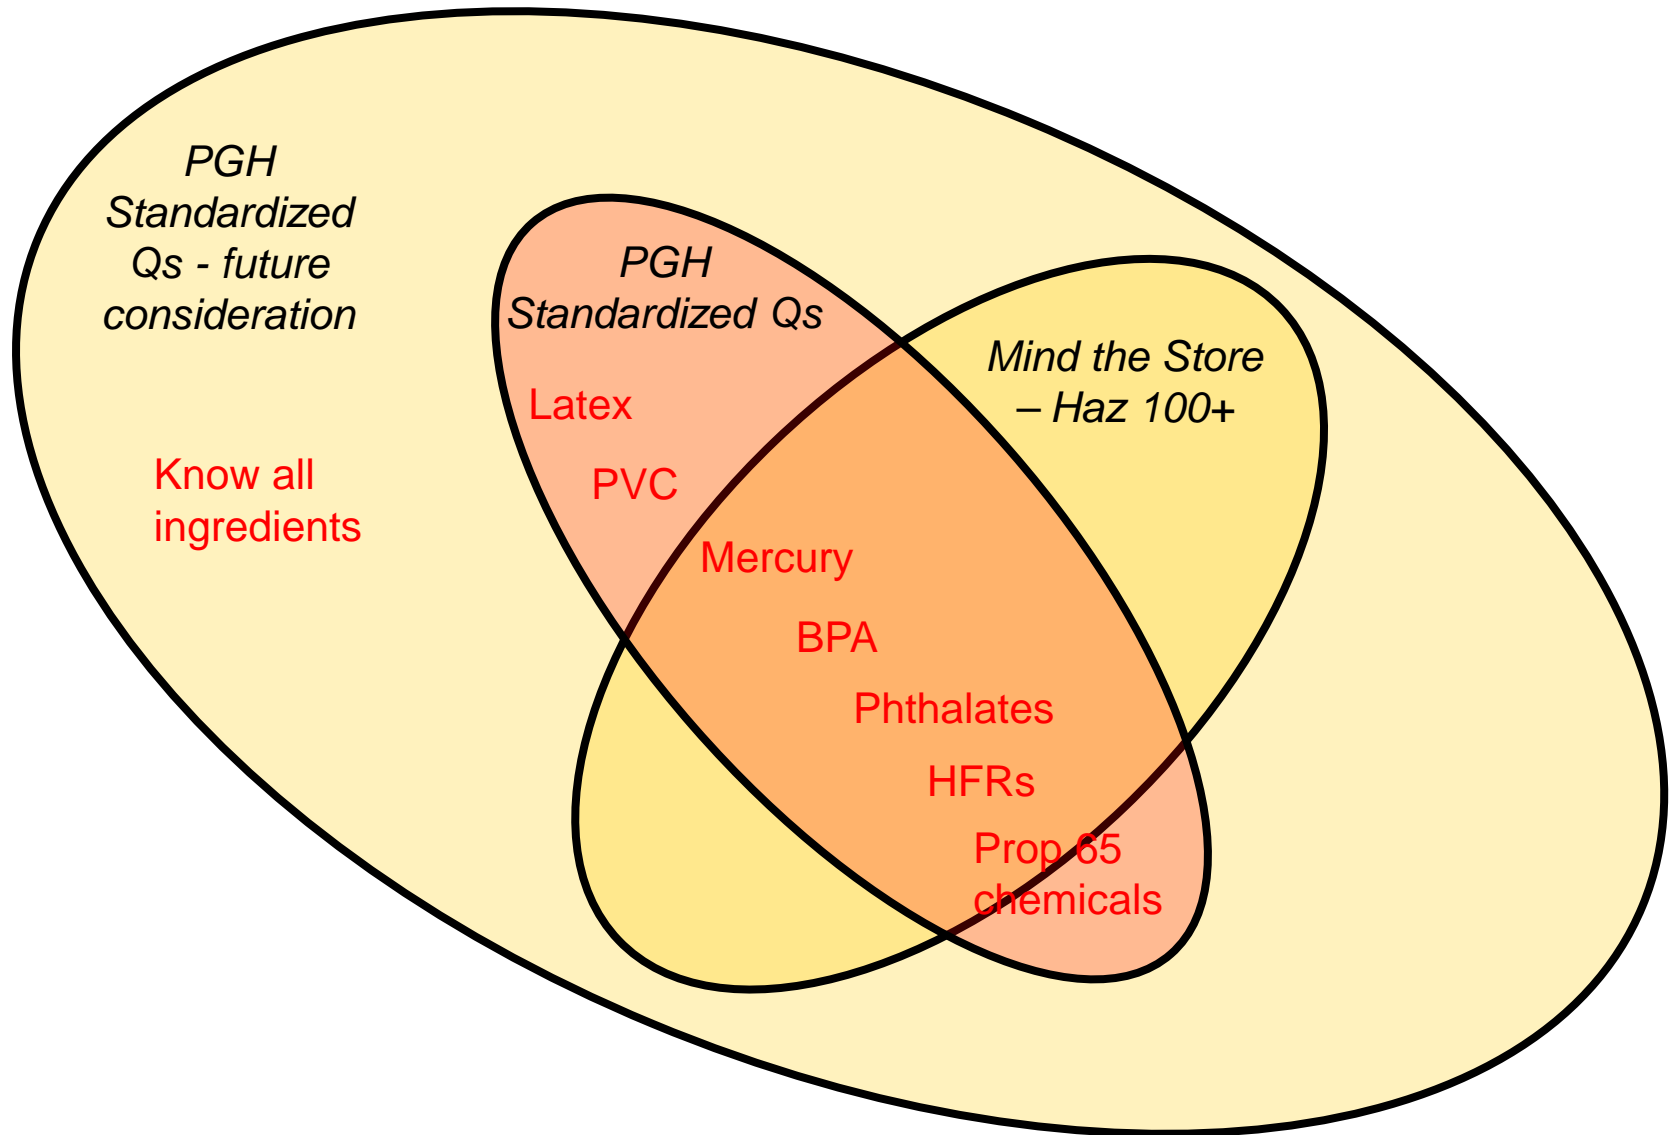 PGH
Standardized
Qs - future
consideration
Know all
ingredients
PGH
Standardized Qs
Latex
PVC
Mind the Store
– Haz 100+
Mercury
BPA
Phthalates
HFRs
Prop 65
chemicals